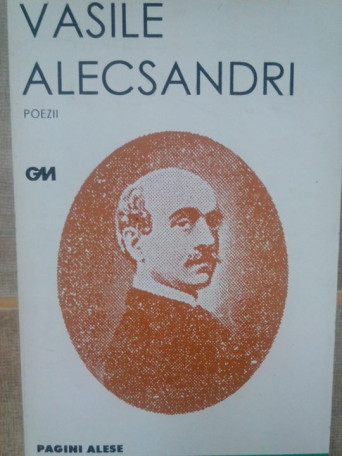 VASILE
ALECSANDRI
POEZII
GM
PAGINI ALESE